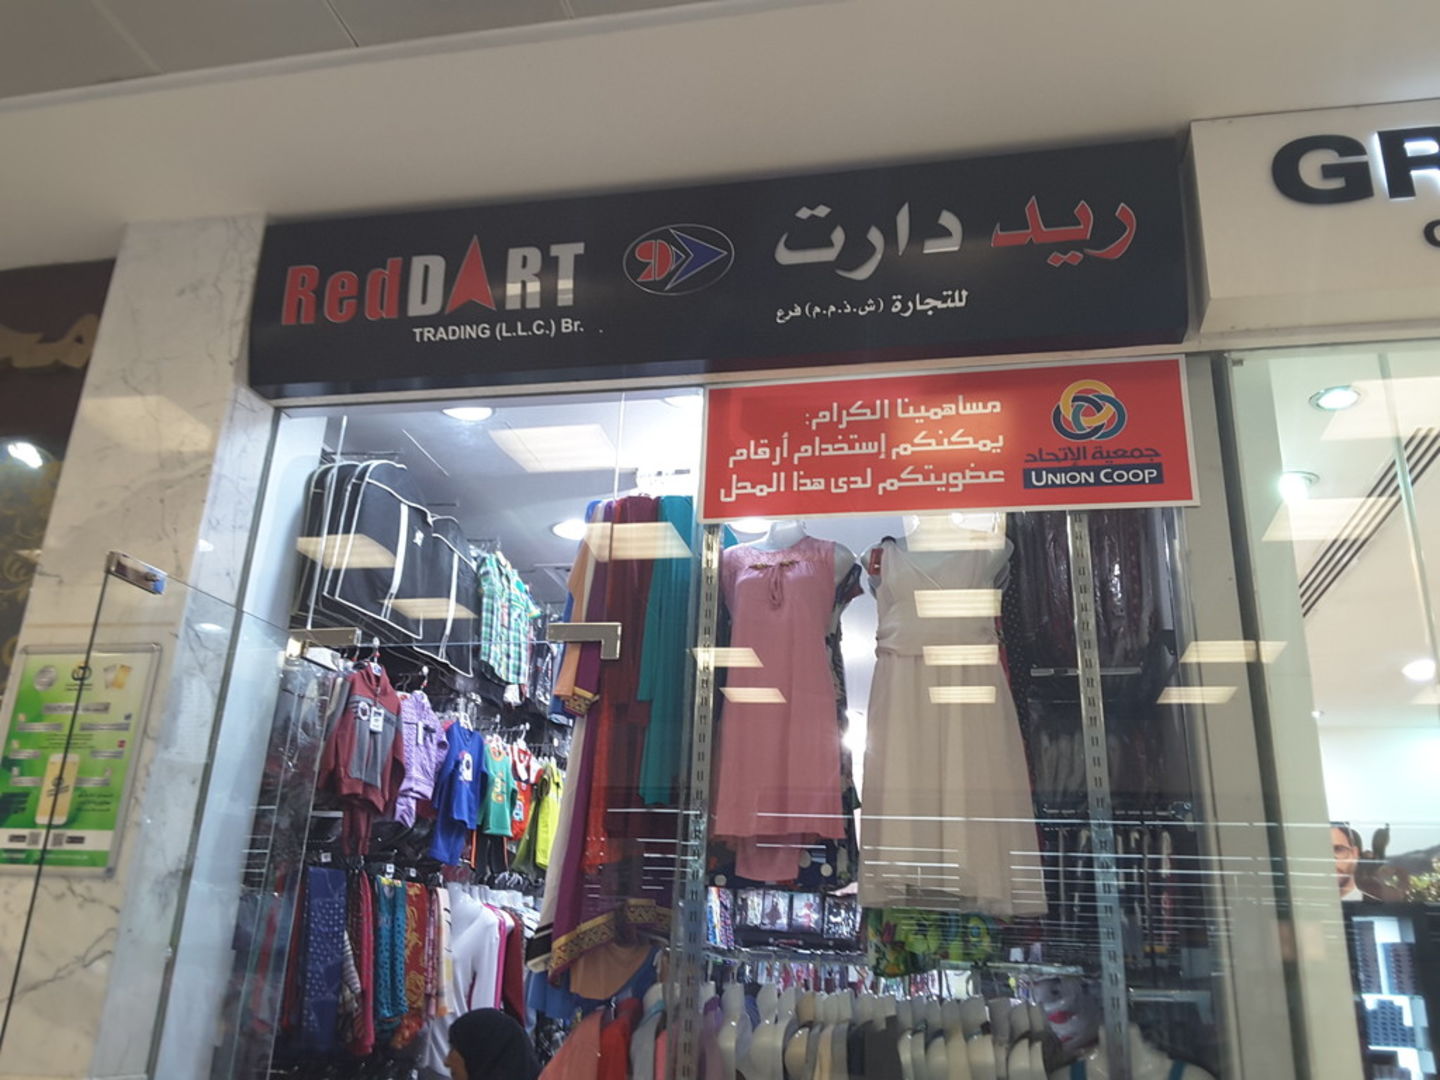 RedDART
TRADING (L.L.C.) Br.
ريد دارت
للتجارة (ش.ذ.م.م) فرع
GR
مساهمينا الكرام:
يمكنكم إستخدام أرقام
عضويتكم لدى هذا المحل
جمعية الإتحاد
UNION COOP